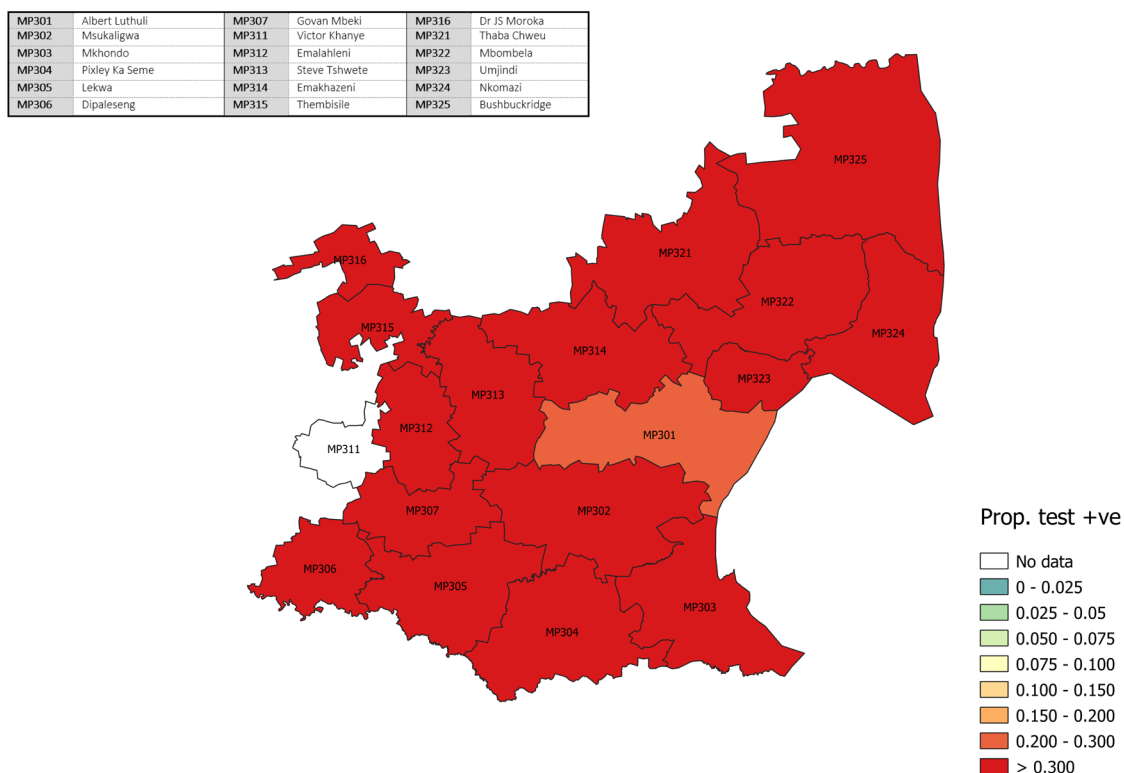 MP301 Albert Luthuli MP307 Govan Mbeki MP316 Dr JS Moroka
MP302 Msukaligwa MP311 Victor Khanye MP321 Thaba Chweu
MP303 Mkhondo MP312 Emalahleni MP322 Mbombela
MP304 Pixley Ka Seme MP313 Steve Tshwete MP323 Umjindi
MP305 Lekwa MP314 Emakhazeni MP324 Nkomazi
MP306 Dipaleseng MP315 Thembisile MP325 Bushbuckridge
MP325
MP321
MP316
MP322
MP315
MP324
MP314
MP323
MP313
MP312
MP301
MP311
MP307
MP302
MP306
MP305
MP303
MP304
Prop. test +ve
No data
0 - 0.025
0.025 - 0.05
0.050 - 0.075
0.075 - 0.100
0.100 - 0.150
0.150 - 0.200
0.200 - 0.300
> 0.300